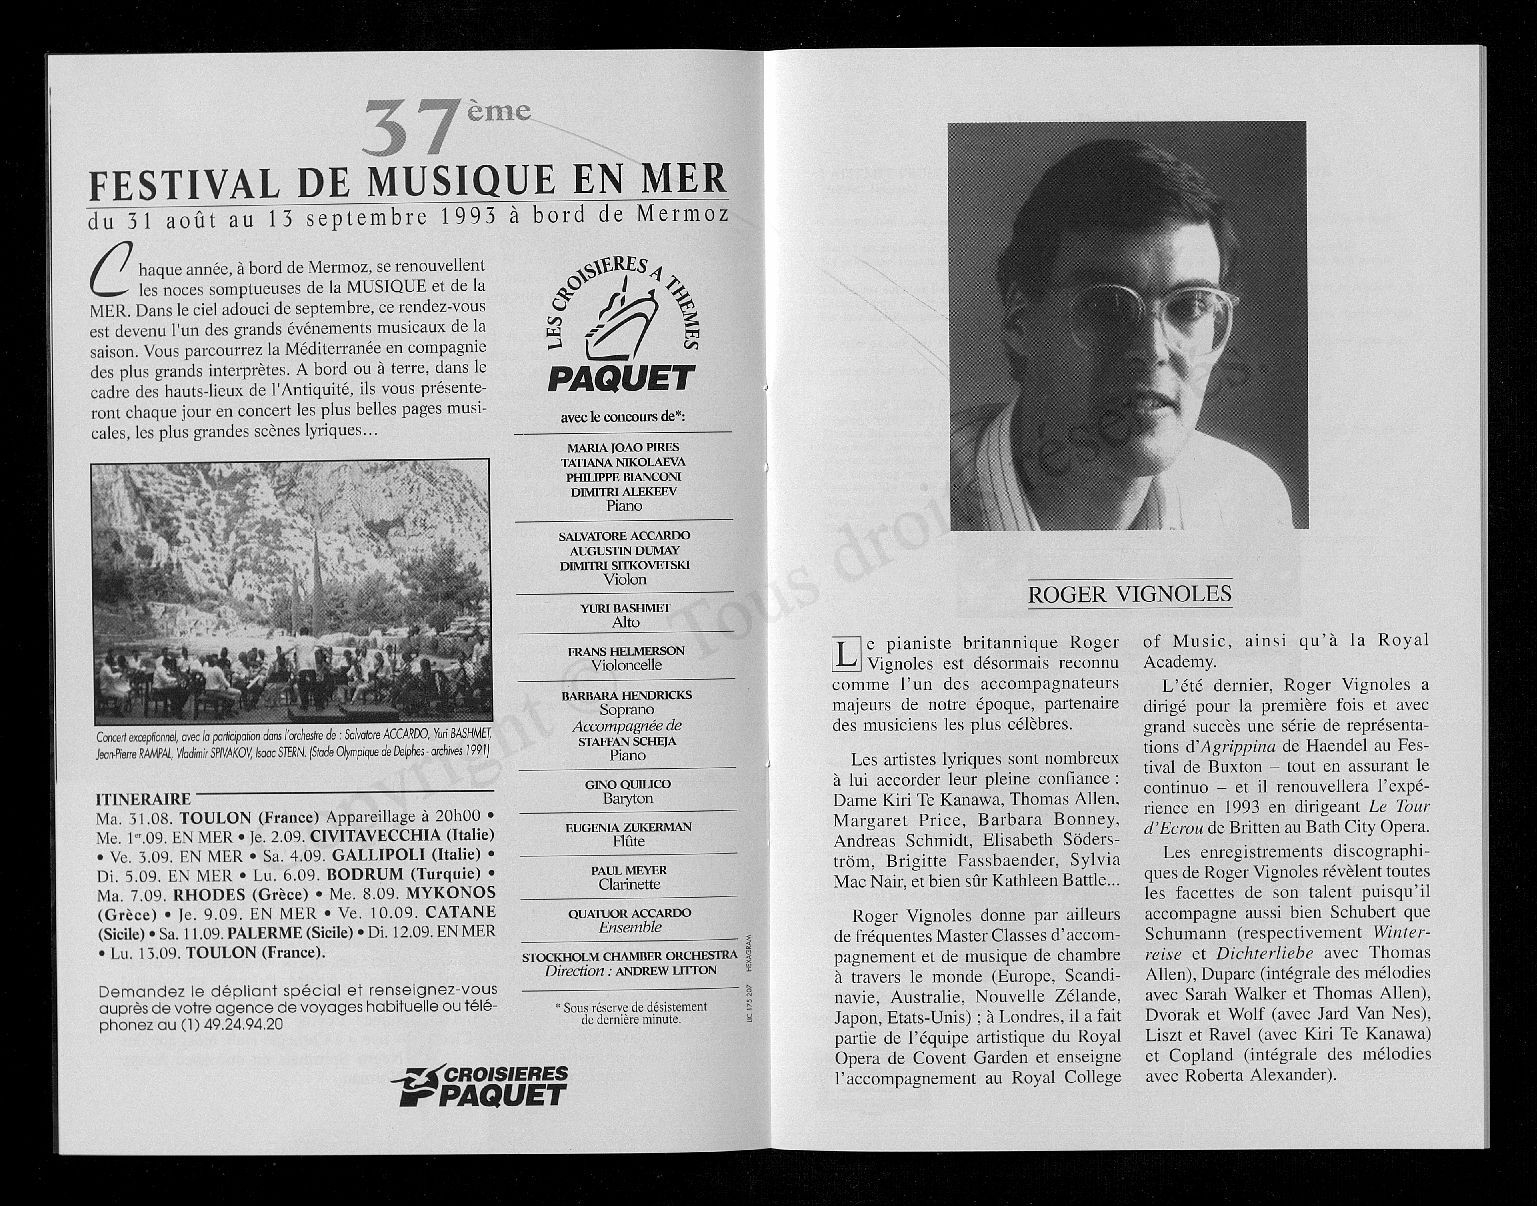 37ème
FESTIVAL DE MUSIQUE EN MER
du 31 août au 13 septembre 1993 à bord de Mermoz
Chaque année, à bord de Mermoz, se renouvellent
les noces somptueuses de la MUSIQUE et de la
MER. Dans le ciel adouci de septembre, ce rendez-vous
est devenu l'un des grands événements musicaux de la
saison. Vous parcourrez la Méditerranée en compagnie
des plus grands interprètes. A bord ou à terre, dans le
cadre des hauts-lieux de l'Antiquité, ils vous présente-
ront chaque jour en concert les plus belles pages musi-
cales, les plus grandes scènes lyriques...
Concert exceptionnel, avec la participation dans l'orchestre de : Salvatore ACCARDO, Yuri BASHMET,
Jean-Pierre RAMPAL, Vladimir SPIVAKOV, Isaac STERN. (Stade Olympique de Delphes - archives 1991)
ITINERAIRE
Ma. 31.08. TOULON (France) Appareillage à 20h00 •
Me. 1er.09. EN MER • Je. 2.09. CIVITAVECCHIA (Italie)
• Ve. 3.09. EN MER • Sa. 4.09. GALLIPOLI (Italie) •
Di. 5.09. EN MER • Lu. 6.09. BODRUM (Turquie) •
Ma. 7.09. RHODES (Grèce) • Me. 8.09. MYKONOS
(Grèce) • Je. 9.09. EN MER • Ve. 10.09. CATANE
(Sicile) • Sa. 11.09. PALERME (Sicile) • Di. 12.09. EN MER
• Lu. 13.09. TOULON (France).
Demandez le dépliant spécial et renseignez-vous
auprès de votre agence de voyages habituelle ou télé-
phonez au (1) 49.24.94.20
LES CROISIERES A THEMES
PAQUET
avec le concours de*:
MARIA JOAO PIRES
TATIANA NIKOLAEVA
PHILIPPE BIANCONI
DIMITRI ALEKEEV
Piano
SALVATORE ACCARDO
AUGUSTIN DUMAY
DIMITRI SITKOVETSKI
Violon
YURI BASHMET
Alto
FRANS HELMERSON
Violoncelle
BARBARA HENDRICKS
Soprano
Accompagnée de
STAFFAN SCHEJA
Piano
GINO QUILICO
Baryton
EUGENIA ZUKERMAN
Flûte
PAUL MEYER
Clarinette
QUATUOR ACCARDO
Ensemble
STOCKHOLM CHAMBER ORCHESTRA
Direction : ANDREW LITTON
* Sous réserve de désistement
de dernière minute.
LIC 175 207 HEXAGRAM
CROISIERES
PAQUET
ROGER VIGNOLES
Le pianiste britannique Roger
Vignoles est désormais reconnu
comme l'un des accompagnateurs
majeurs de notre époque, partenaire
des musiciens les plus célèbres.
Les artistes lyriques sont nombreux
à lui accorder leur pleine confiance :
Dame Kiri Te Kanawa, Thomas Allen,
Margaret Price, Barbara Bonney,
Andreas Schmidt, Elisabeth Söders-
tröm, Brigitte Fassbaender, Sylvia
Mac Nair, et bien sûr Kathleen Battle...
Roger Vignoles donne par ailleurs
de fréquentes Master Classes d'accom-
pagnement et de musique de chambre
à travers le monde (Europe, Scandi-
navie, Australie, Nouvelle Zélande,
Japon, Etats-Unis) ; à Londres, il a fait
partie de l'équipe artistique du Royal
Opera de Covent Garden et enseigne
l'accompagnement au Royal College
of Music, ainsi qu'à la Royal
Academy.
L'été dernier, Roger Vignoles a
dirigé pour la première fois et avec
grand succès une série de représenta-
tions d'Agrippina de Haendel au Fes-
tival de Buxton – tout en assurant le
continuo – et il renouvellera l'expé-
rience en 1993 en dirigeant Le Tour
d'Ecrou de Britten au Bath City Opera.
Les enregistrements discographi-
ques de Roger Vignoles révèlent toutes
les facettes de son talent puisqu'il
accompagne aussi bien Schubert que
Schumann (respectivement Winter-
reise et Dichterliebe avec Thomas
Allen), Duparc (intégrale des mélodies
avec Sarah Walker et Thomas Allen),
Dvorak et Wolf (avec Jard Van Nes),
Liszt et Ravel (avec Kiri Te Kanawa)
et Copland (intégrale des mélodies
avec Roberta Alexander).